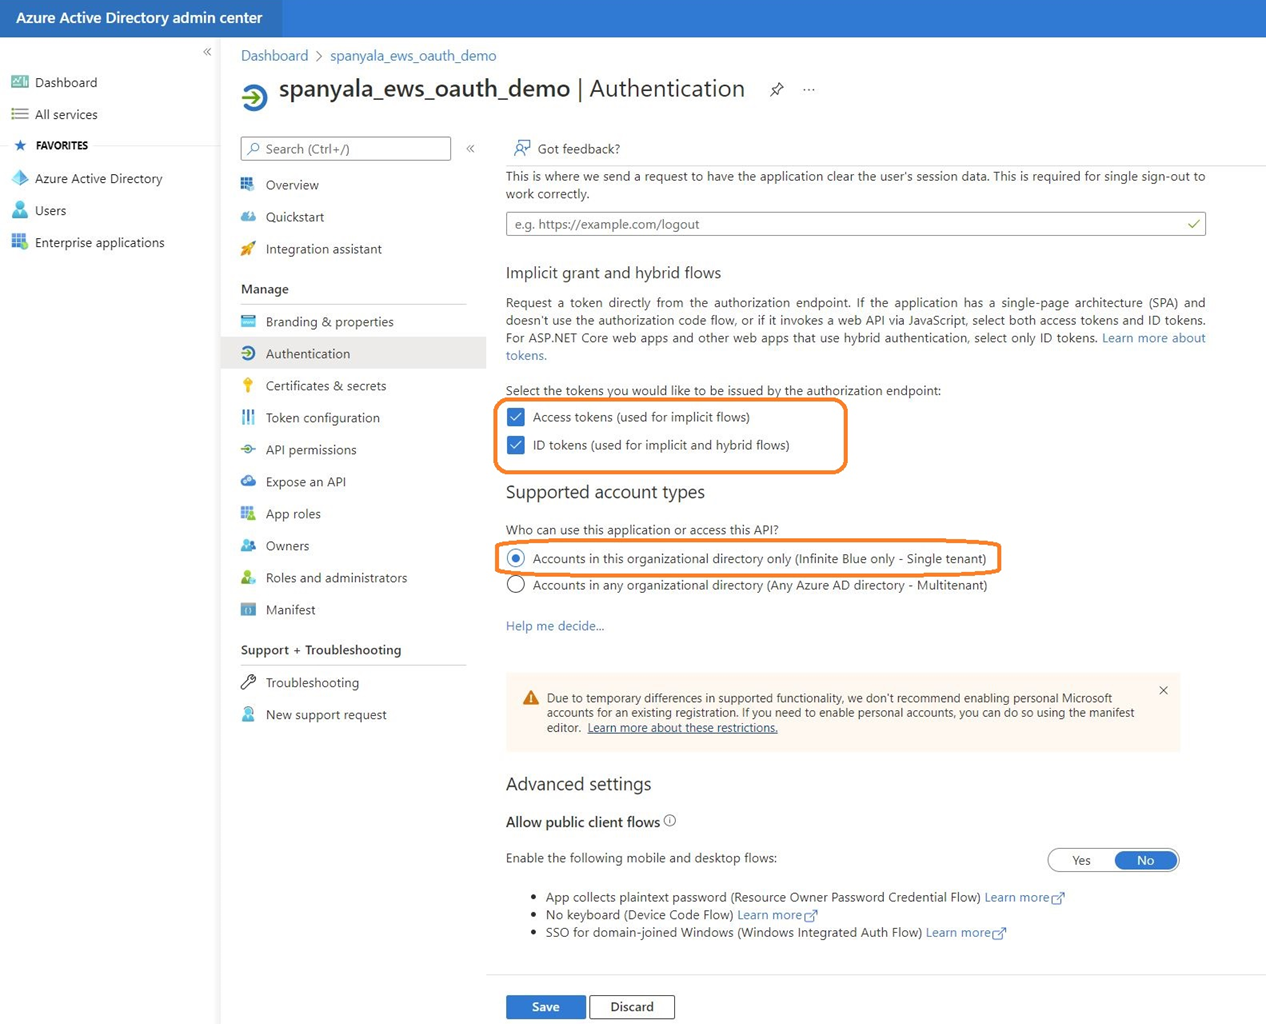 Azure Active Directory admin center
«
Dashboard
All services
FAVORITES
Azure Active Directory
Users
Enterprise applications
Dashboard > spanyala_ews_oauth_demo
spanyala_ews_oauth_demo | Authentication
...
Search (Ctrl+/)
«
Overview
Quickstart
Integration assistant
Manage
Branding & properties
Authentication
Certificates & secrets
Token configuration
API permissions
Expose an API
App roles
Owners
Roles and administrators
Manifest
Support + Troubleshooting
Troubleshooting
New support request
Got feedback?
This is where we send a request to have the application clear the user's session data. This is required for single sign-out to
work correctly.
e.g. https://example.com/logout
Implicit grant and hybrid flows
Request a token directly from the authorization endpoint. If the application has a single-page architecture (SPA) and
doesn't use the authorization code flow, or if it invokes a web API via JavaScript, select both access tokens and ID tokens.
For ASP.NET Core web apps and other web apps that use hybrid authentication, select only ID tokens. Learn more about
tokens.
Select the tokens you would like to be issued by the authorization endpoint:
Access tokens (used for implicit flows)
ID tokens (used for implicit and hybrid flows)
Supported account types
Who can use this application or access this API?
Accounts in this organizational directory only (Infinite Blue only - Single tenant)
Accounts in any organizational directory (Any Azure AD directory - Multitenant)
Help me decide...
Due to temporary differences in supported functionality, we don't recommend enabling personal Microsoft
accounts for an existing registration. If you need to enable personal accounts, you can do so using the manifest
editor. Learn more about these restrictions.
Advanced settings
Allow public client flows
Enable the following mobile and desktop flows:
Yes No
• App collects plaintext password (Resource Owner Password Credential Flow) Learn more
• No keyboard (Device Code Flow) Learn more
• SSO for domain-joined Windows (Windows Integrated Auth Flow) Learn more
Save Discard